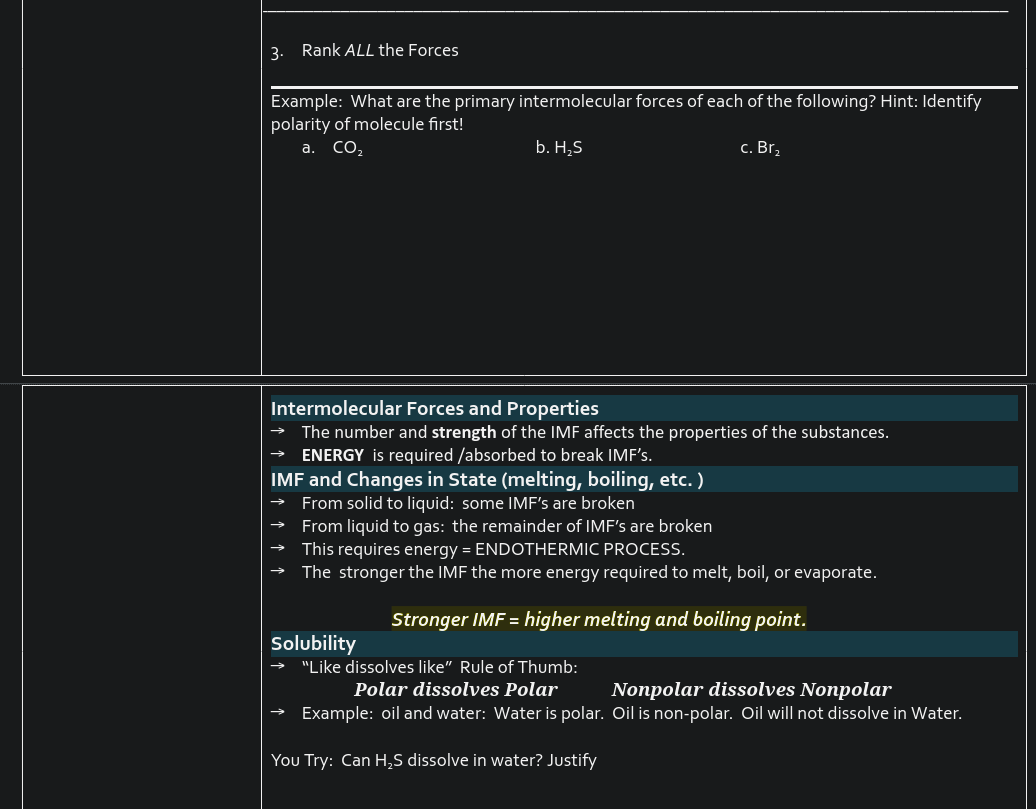 3. Rank ALL the Forces
Example: What are the primary intermolecular forces of each of the following? Hint: Identify
polarity of molecule first!
a. CO₂ b. H₂S c. Br₂
Intermolecular Forces and Properties
→ The number and strength of the IMF affects the properties of the substances.
→ ENERGY is required /absorbed to break IMF’s.
IMF and Changes in State (melting, boiling, etc. )
→ From solid to liquid: some IMF’s are broken
→ From liquid to gas: the remainder of IMF’s are broken
→ This requires energy = ENDOTHERMIC PROCESS.
→ The stronger the IMF the more energy required to melt, boil, or evaporate.
Stronger IMF = higher melting and boiling point.
Solubility
→ “Like dissolves like” Rule of Thumb:
Polar dissolves Polar Nonpolar dissolves Nonpolar
→ Example: oil and water: Water is polar. Oil is non-polar. Oil will not dissolve in Water.
You Try: Can H₂S dissolve in water? Justify